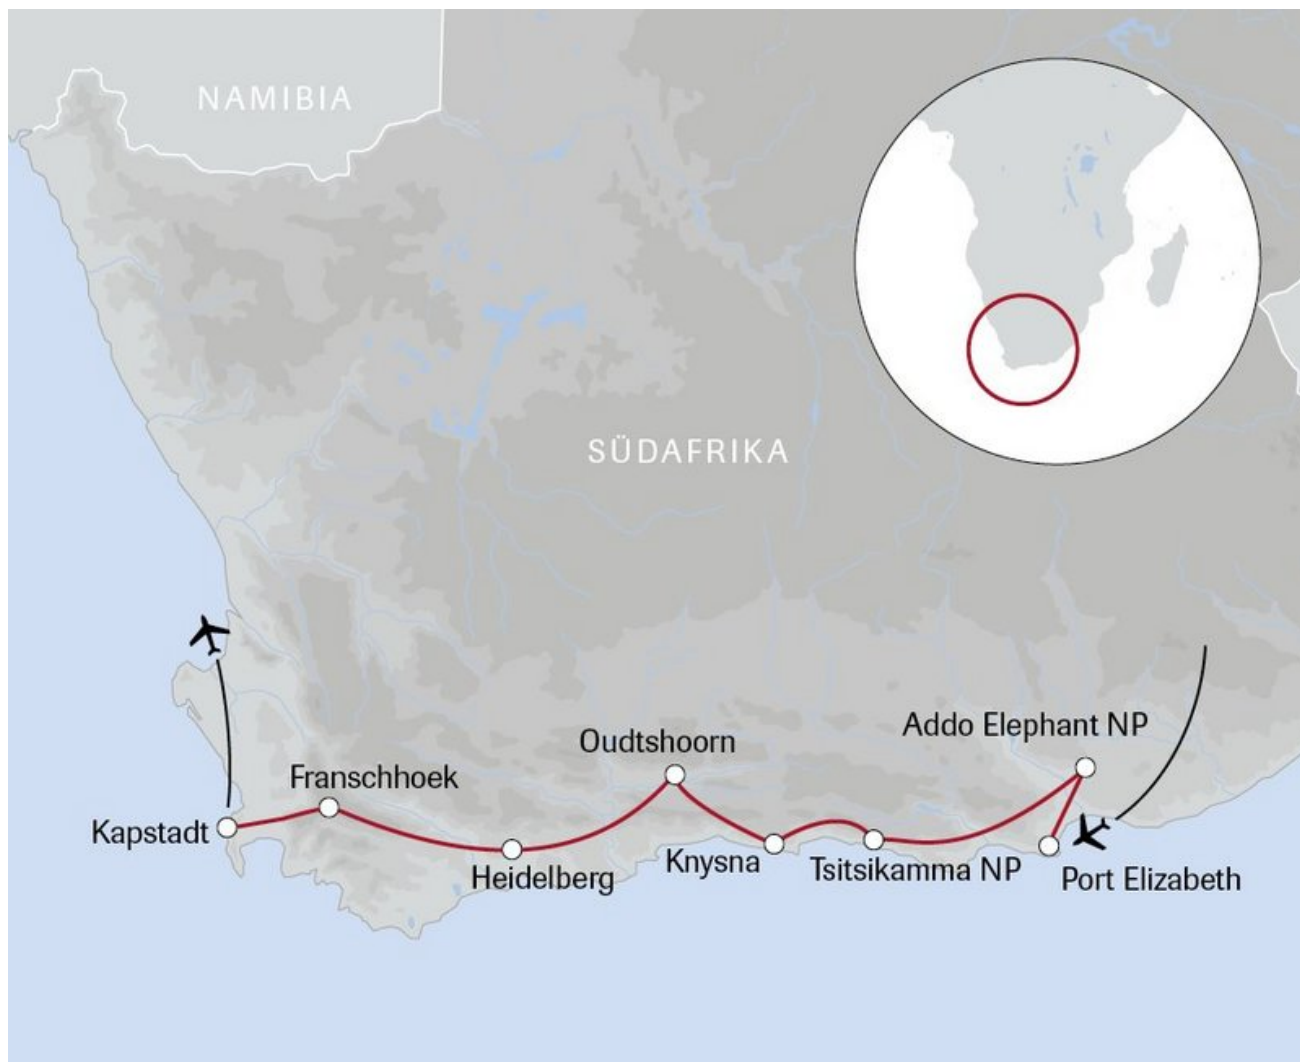 NAMIBIA
SÜDAFRIKA
Addo Elephant NP
Oudtshoorn
Franschhoek
Kapstadt
Heidelberg
Knysna
Tsitsikamma NP
Port Elizabeth